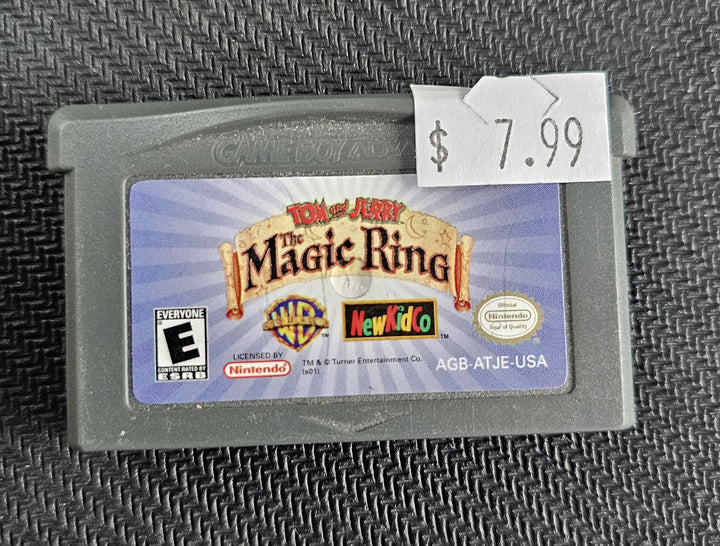 $ 7.99
GAME BOY ADV
TOM and JERRY
The
Magic Ring
EVERYONE
E
CONTENT RATED BY
ESRB
WB
NewKidCo
TM
Official
Nintendo
Seal of Quality
LICENSED BY
Nintendo
TM & © Turner Entertainment Co.
(s01)
AGB-ATJE-USA